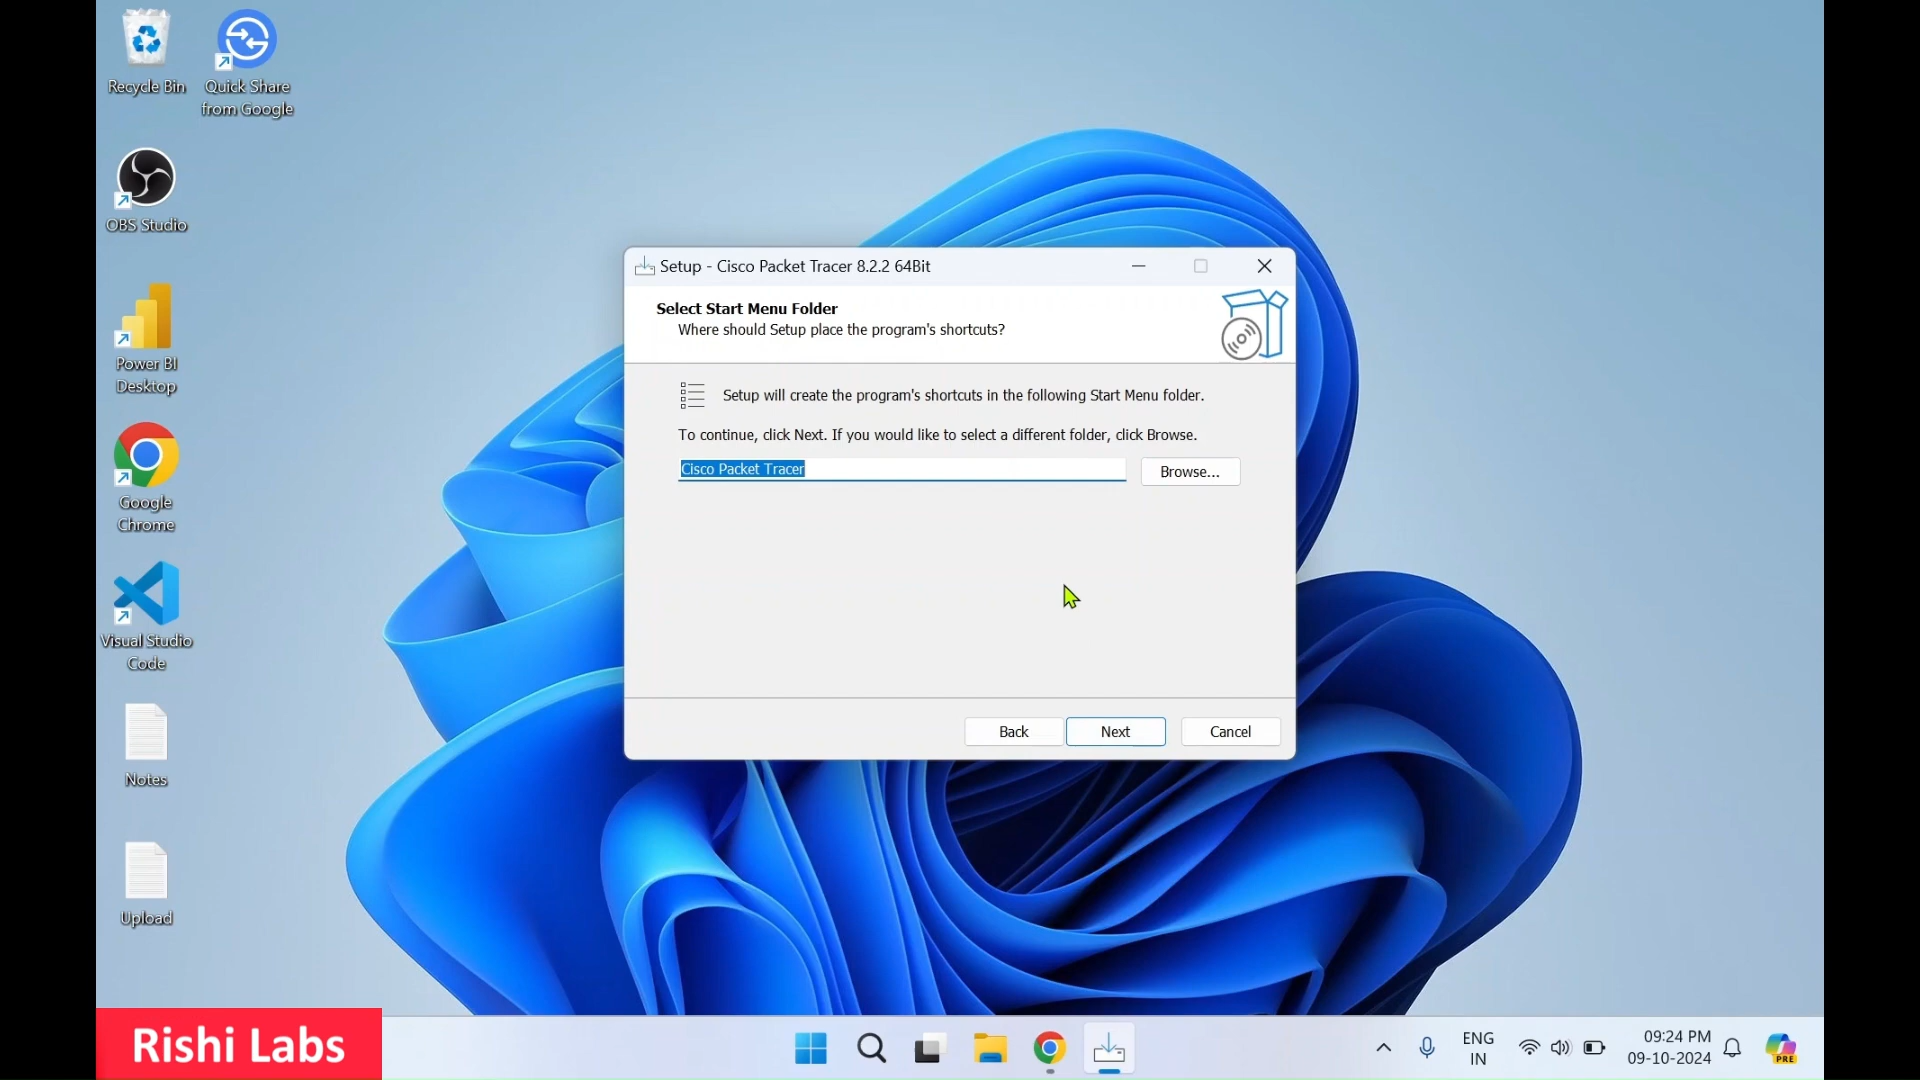 Recycle Bin
Quick Share
from Google
OBS Studio
Power BI
Desktop
Google
Chrome
Visual Studio
Code
Notes
Upload
Setup - Cisco Packet Tracer 8.2.2 64Bit
Select Start Menu Folder
Where should Setup place the program's shortcuts?
Setup will create the program's shortcuts in the following Start Menu folder.
To continue, click Next. If you would like to select a different folder, click Browse.
Cisco Packet Tracer
Browse...
Back
Next
Cancel
Rishi Labs
ENG
IN
09:24 PM
09-10-2024
PRE